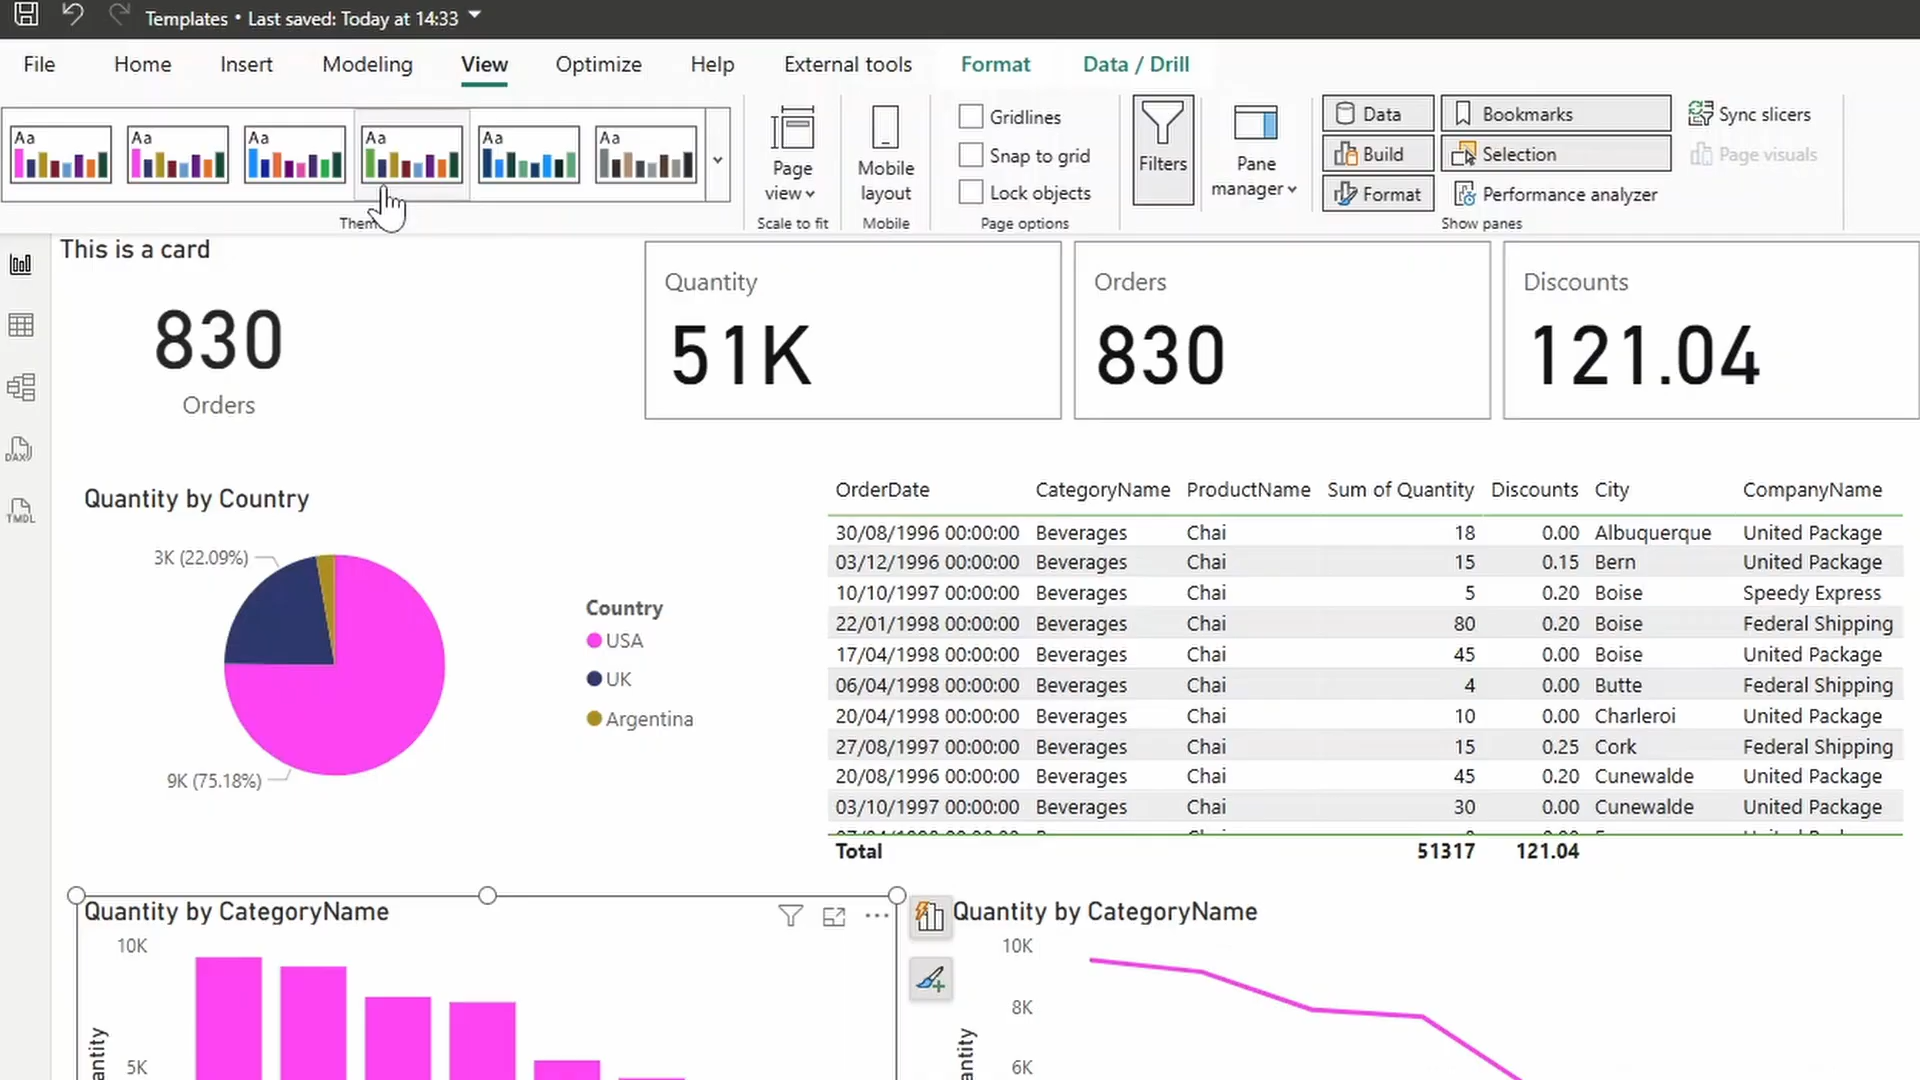 Templates • Last saved: Today at 14:33
File Home Insert Modeling View Optimize Help External tools Format Data / Drill
Aa Aa Aa Aa Aa Aa
Page view
Scale to fit
Mobile layout
Mobile
Gridlines
Snap to grid
Lock objects
Page options
Filters
Pane manager
Data
Build
Format
Bookmarks
Selection
Performance analyzer
Show panes
Sync slicers
Page visuals
DAX
TMDL
This is a card
830
Orders
Quantity
51K
Orders
830
Discounts
121.04
Quantity by Country
3K (22.09%)
9K (75.18%)
Country
USA
UK
Argentina
OrderDate CategoryName ProductName Sum of Quantity Discounts City CompanyName
30/08/1996 00:00:00 Beverages Chai 18 0.00 Albuquerque United Package
03/12/1996 00:00:00 Beverages Chai 15 0.15 Bern United Package
10/10/1997 00:00:00 Beverages Chai 5 0.20 Boise Speedy Express
22/01/1998 00:00:00 Beverages Chai 80 0.20 Boise Federal Shipping
17/04/1998 00:00:00 Beverages Chai 45 0.00 Boise United Package
06/04/1998 00:00:00 Beverages Chai 4 0.00 Butte Federal Shipping
20/04/1998 00:00:00 Beverages Chai 10 0.00 Charleroi United Package
27/08/1997 00:00:00 Beverages Chai 15 0.25 Cork Federal Shipping
20/08/1996 00:00:00 Beverages Chai 45 0.20 Cunewalde United Package
03/10/1997 00:00:00 Beverages Chai 30 0.00 Cunewalde United Package
Total 51317 121.04
Quantity by CategoryName
10K
5K
Quantity by CategoryName
10K
8K
6K